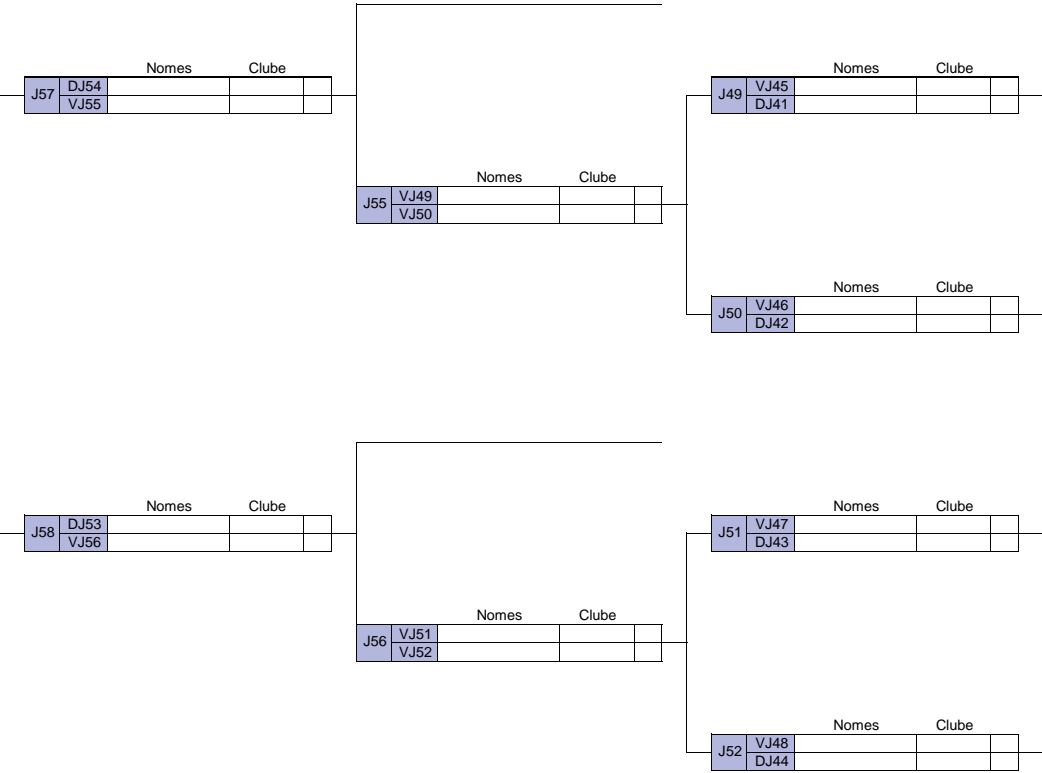 Nomes Clube Nomes Clube
J57 DJ54 J49 VJ45
VJ55 DJ41
Nomes Clube
J55 VJ49
VJ50
Nomes Clube
J50 VJ46
DJ42
Nomes Clube Nomes Clube
J58 DJ53 J51 VJ47
VJ56 DJ43
Nomes Clube
J56 VJ51
VJ52
Nomes Clube
J52 VJ48
DJ44